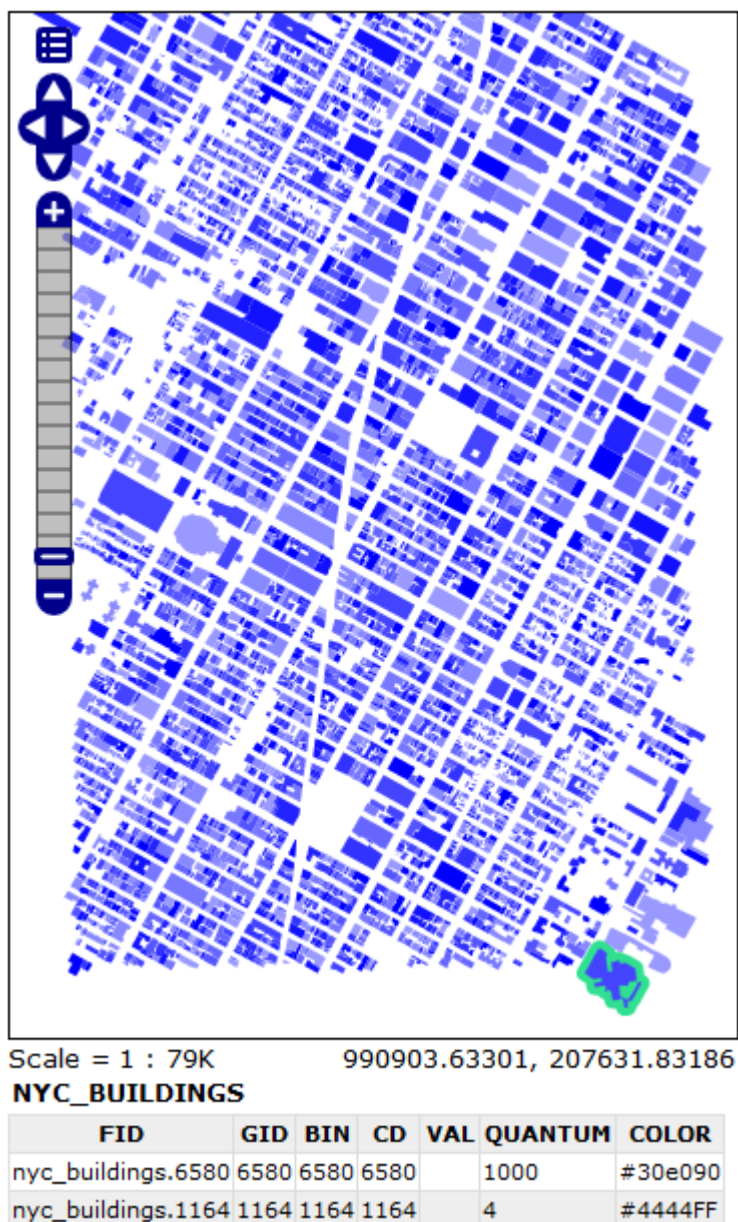 Scale = 1 : 79K 990903.63301, 207631.83186
NYC_BUILDINGS
FID GID BIN CD VAL QUANTUM COLOR
nyc_buildings.6580 6580 6580 6580 1000 #30e090
nyc_buildings.1164 1164 1164 1164 4 #4444FF